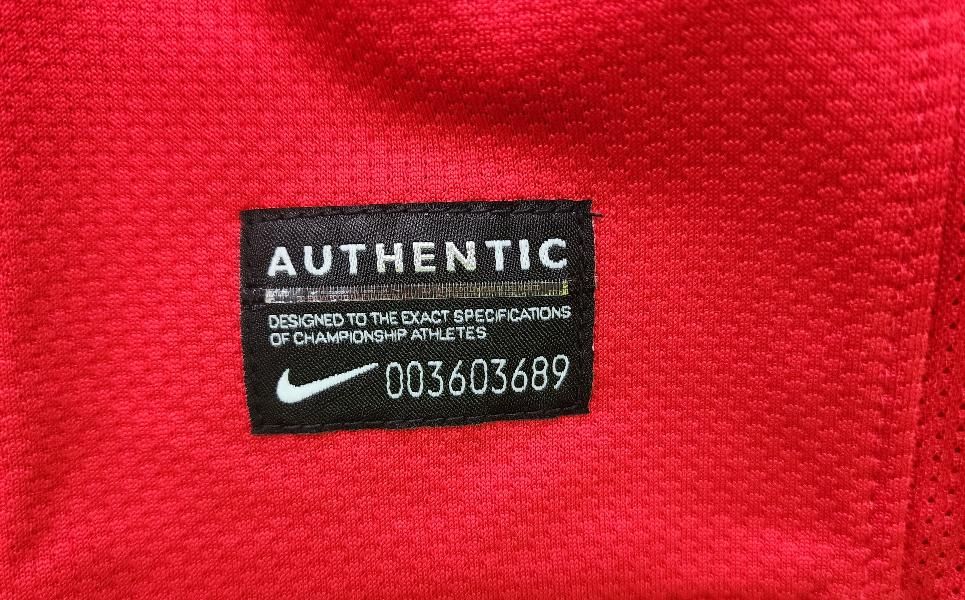 AUTHENTIC
DESIGNED TO THE EXACT SPECIFICATIONS
OF CHAMPIONSHIP ATHLETES
003603689